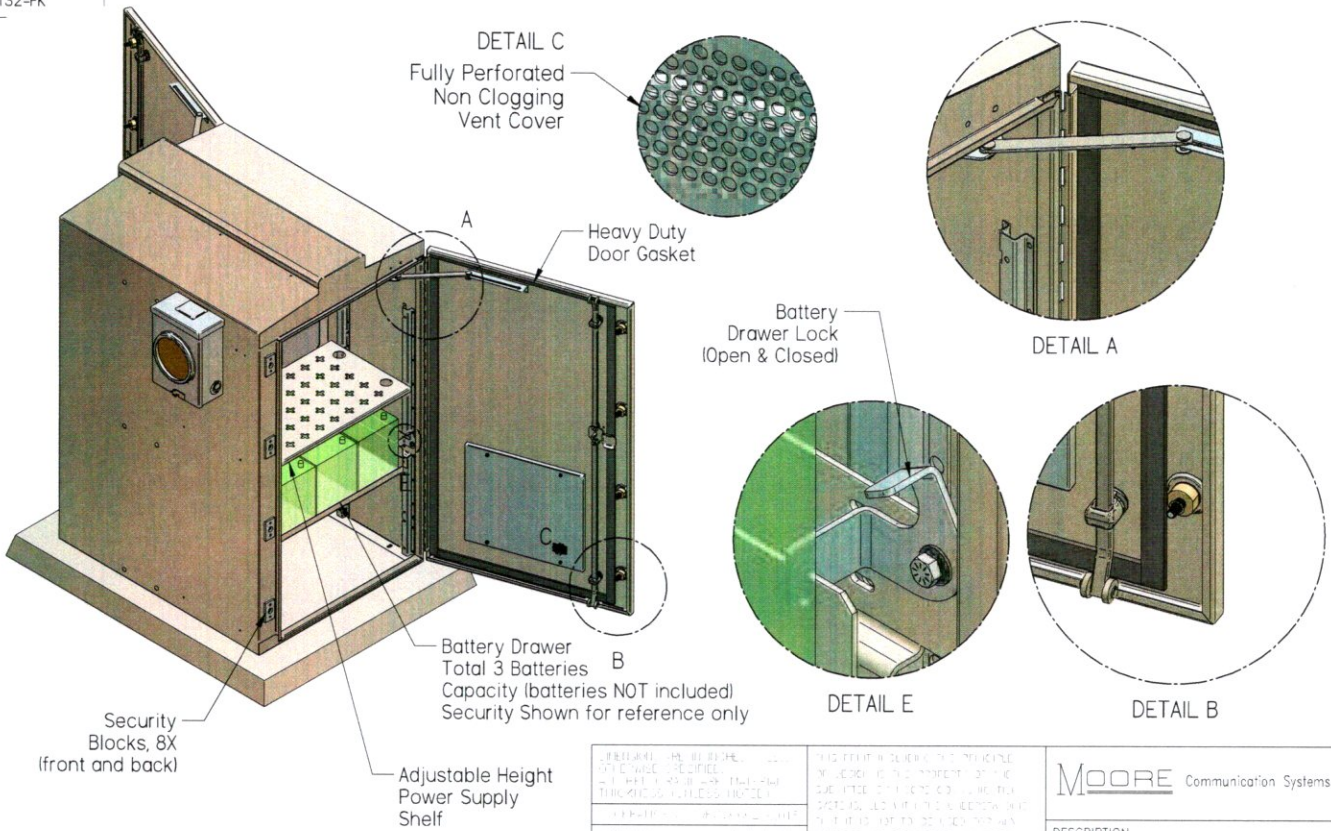 DETAIL C
Fully Perforated
Non Clogging
Vent Cover
A
Heavy Duty
Door Gasket
DETAIL A
Battery
Drawer Lock
(Open & Closed)
C
Battery Drawer
Total 3 Batteries
B
Capacity (batteries NOT included)
Security Shown for reference only
DETAIL E
DETAIL B
Security
Blocks, 8X
(front and back)
Adjustable Height
Power Supply
Shelf
MOORE Communication Systems
DESCRIPTION